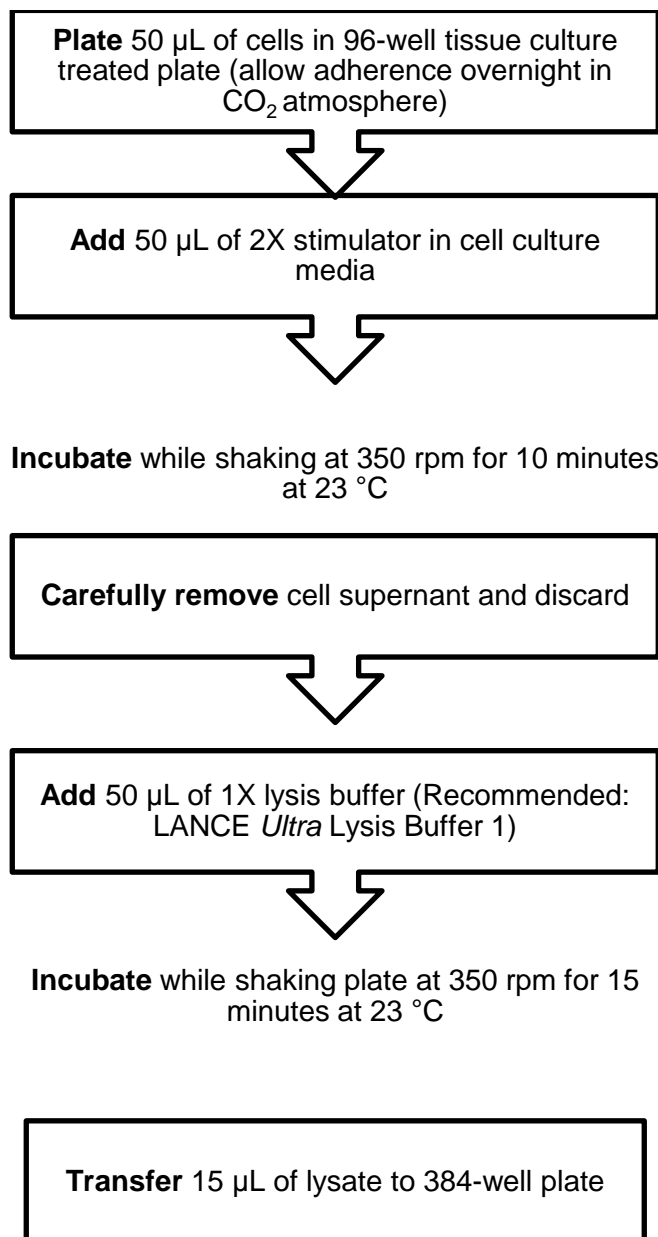 Plate 50 µL of cells in 96-well tissue culture
treated plate (allow adherence overnight in
CO₂ atmosphere)
Add 50 µL of 2X stimulator in cell culture
media
Incubate while shaking at 350 rpm for 10 minutes
at 23 °C
Carefully remove cell supernant and discard
Add 50 µL of 1X lysis buffer (Recommended:
LANCE Ultra Lysis Buffer 1)
Incubate while shaking plate at 350 rpm for 15
minutes at 23 °C
Transfer 15 µL of lysate to 384-well plate